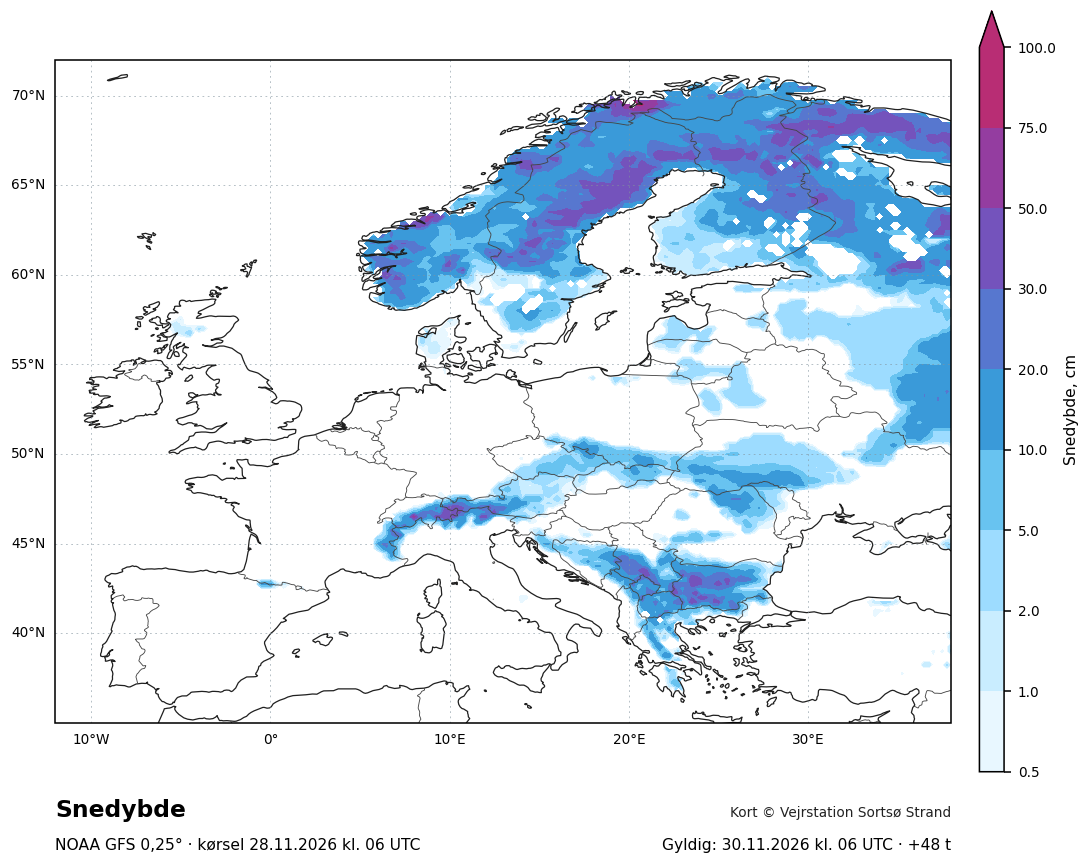 100.0
70°N
75.0
65°N
50.0
60°N
30.0
55°N
20.0
Snedybde, cm
50°N
10.0
45°N
5.0
40°N
2.0
1.0
10°W 0° 10°E 20°E 30°E
0.5
Snedybde
Kort © Vejrstation Sortsø Strand
NOAA GFS 0,25° · kørsel 28.11.2026 kl. 06 UTC
Gyldig: 30.11.2026 kl. 06 UTC · +48 t